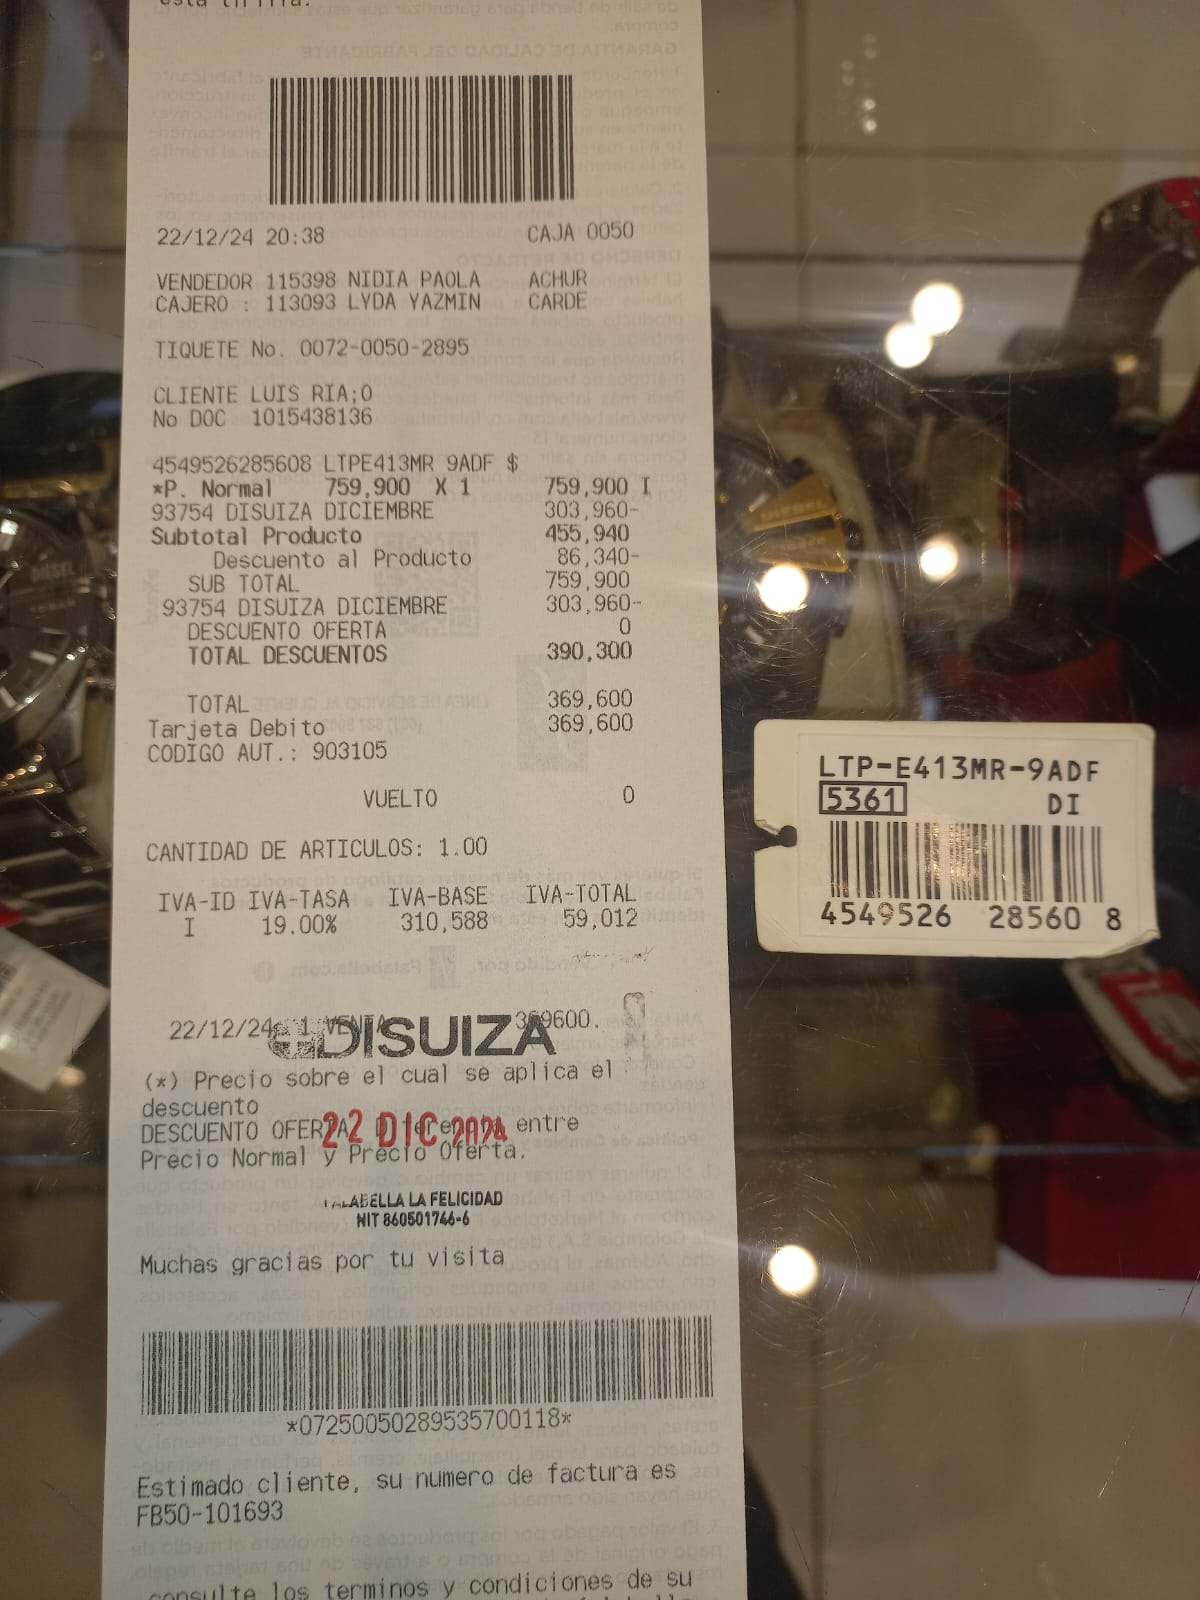 esta tirilla.
22/12/24 20:38 CAJA 0050
VENDEDOR 115398 NIDIA PAOLA ACHUR
CAJERO : 113093 LYDA YAZMIN CARDE
TIQUETE No. 0072-0050-2895
CLIENTE LUIS RIA;O
No DOC 1015438136
4549526285608 LTPE413MR 9ADF $
*P. Normal 759,900 X 1 759,900 I
93754 DISUIZA DICIEMBRE 303,960-
Subtotal Producto 455,940
Descuento al Producto 86,340-
SUB TOTAL 759,900
93754 DISUIZA DICIEMBRE 303,960-
DESCUENTO OFERTA 0
TOTAL DESCUENTOS 390,300
TOTAL 369,600
Tarjeta Debito 369,600
CODIGO AUT.: 903105
VUELTO 0
CANTIDAD DE ARTICULOS: 1.00
IVA-ID IVA-TASA IVA-BASE IVA-TOTAL
I 19.00% 310,588 59,012
22/12/24 1 VENTA 369600.
DISUIZA
(*) Precio sobre el cual se aplica el
descuento
DESCUENTO OFERTA entre
22 DIC 2024
Precio Normal y Precio Oferta.
FALABELLA LA FELICIDAD
NIT 860501746-6
Muchas gracias por tu visita
*07250050289535700118*
Estimado cliente, su numero de factura es
FB50-101693
consulte los terminos y condiciones de su
LTP-E413MR-9ADF
5361 DI
4549526 28560 8
DIESEL